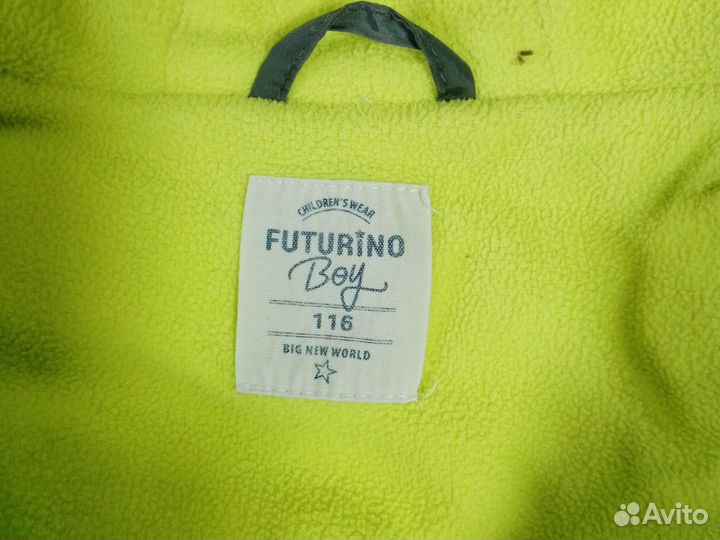 CHILDREN'S WEAR
FUTURINO
Boy
116
BIG NEW WORLD
Avito